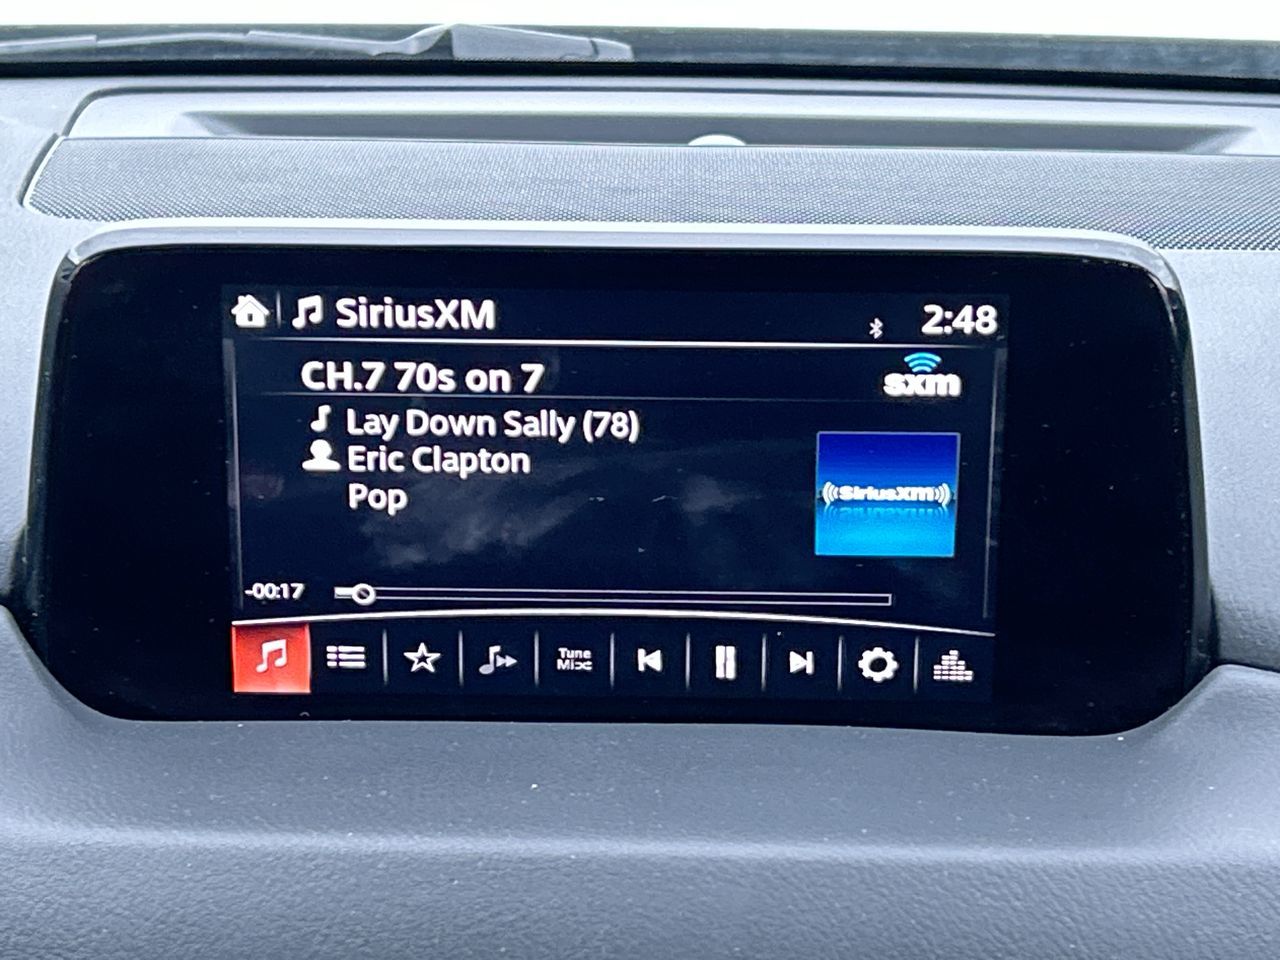 SiriusXM
2:48
CH.7 70s on 7
sxm
Lay Down Sally (78)
Eric Clapton
Pop
((SiriusXM))
-00:17
Tune
Mix